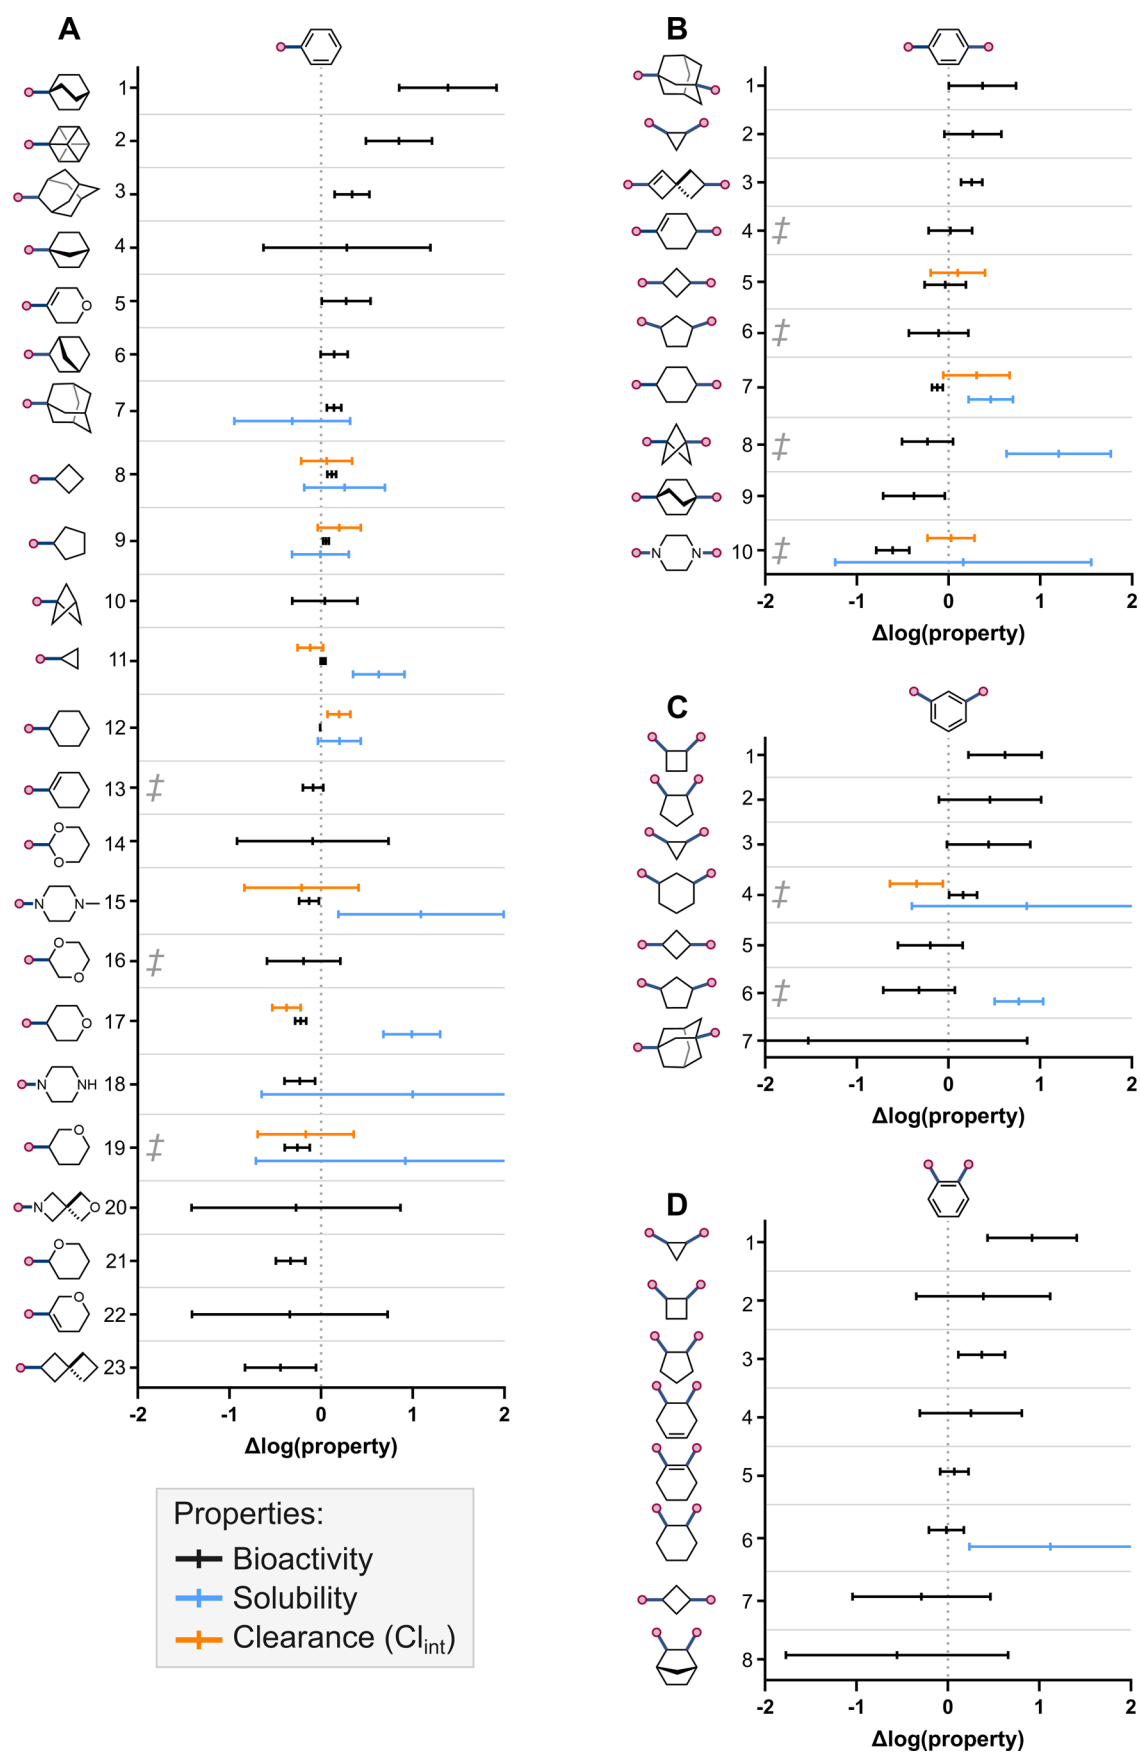 A
1
2
3
4
O
5
6
7
8
9
10
11
12
13 ‡
O
O
14
N
N
15
O
O
16 ‡
O
17
N
NH
18
O
19 ‡
N
O
20
O
21
O
22
23
-2 -1 0 1 2
Δlog(property)
Properties:
Bioactivity
Solubility
Clearance (Clint)
B
1
2
3
4 ‡
5
6 ‡
7
8 ‡
9
N N
10 ‡
-2 -1 0 1 2
Δlog(property)
C
1
2
3
4 ‡
5
6 ‡
7
-2 -1 0 1 2
Δlog(property)
D
1
2
3
4
5
6
7
8
-2 -1 0 1 2
Δlog(property)